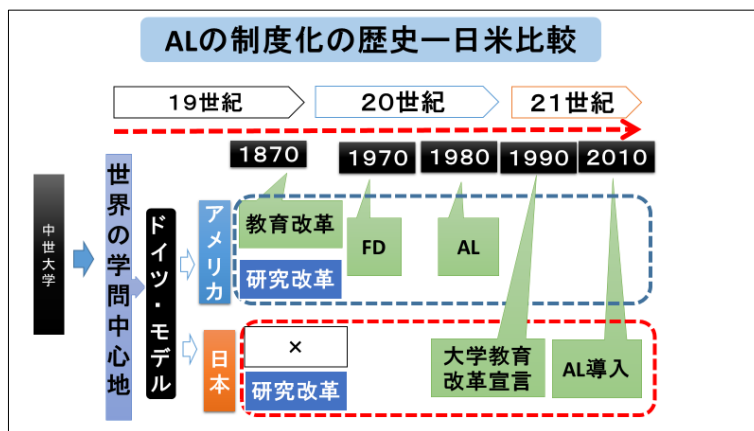 ALの制度化の歴史ー日米比較
19世紀
20世紀
21世紀
1870
1970
1980
1990
2010
中世大学
世界の学問中心地
ドイツ・モデル
アメリカ
教育改革
研究改革
FD
AL
日本
×
研究改革
大学教育
改革宣言
AL導入